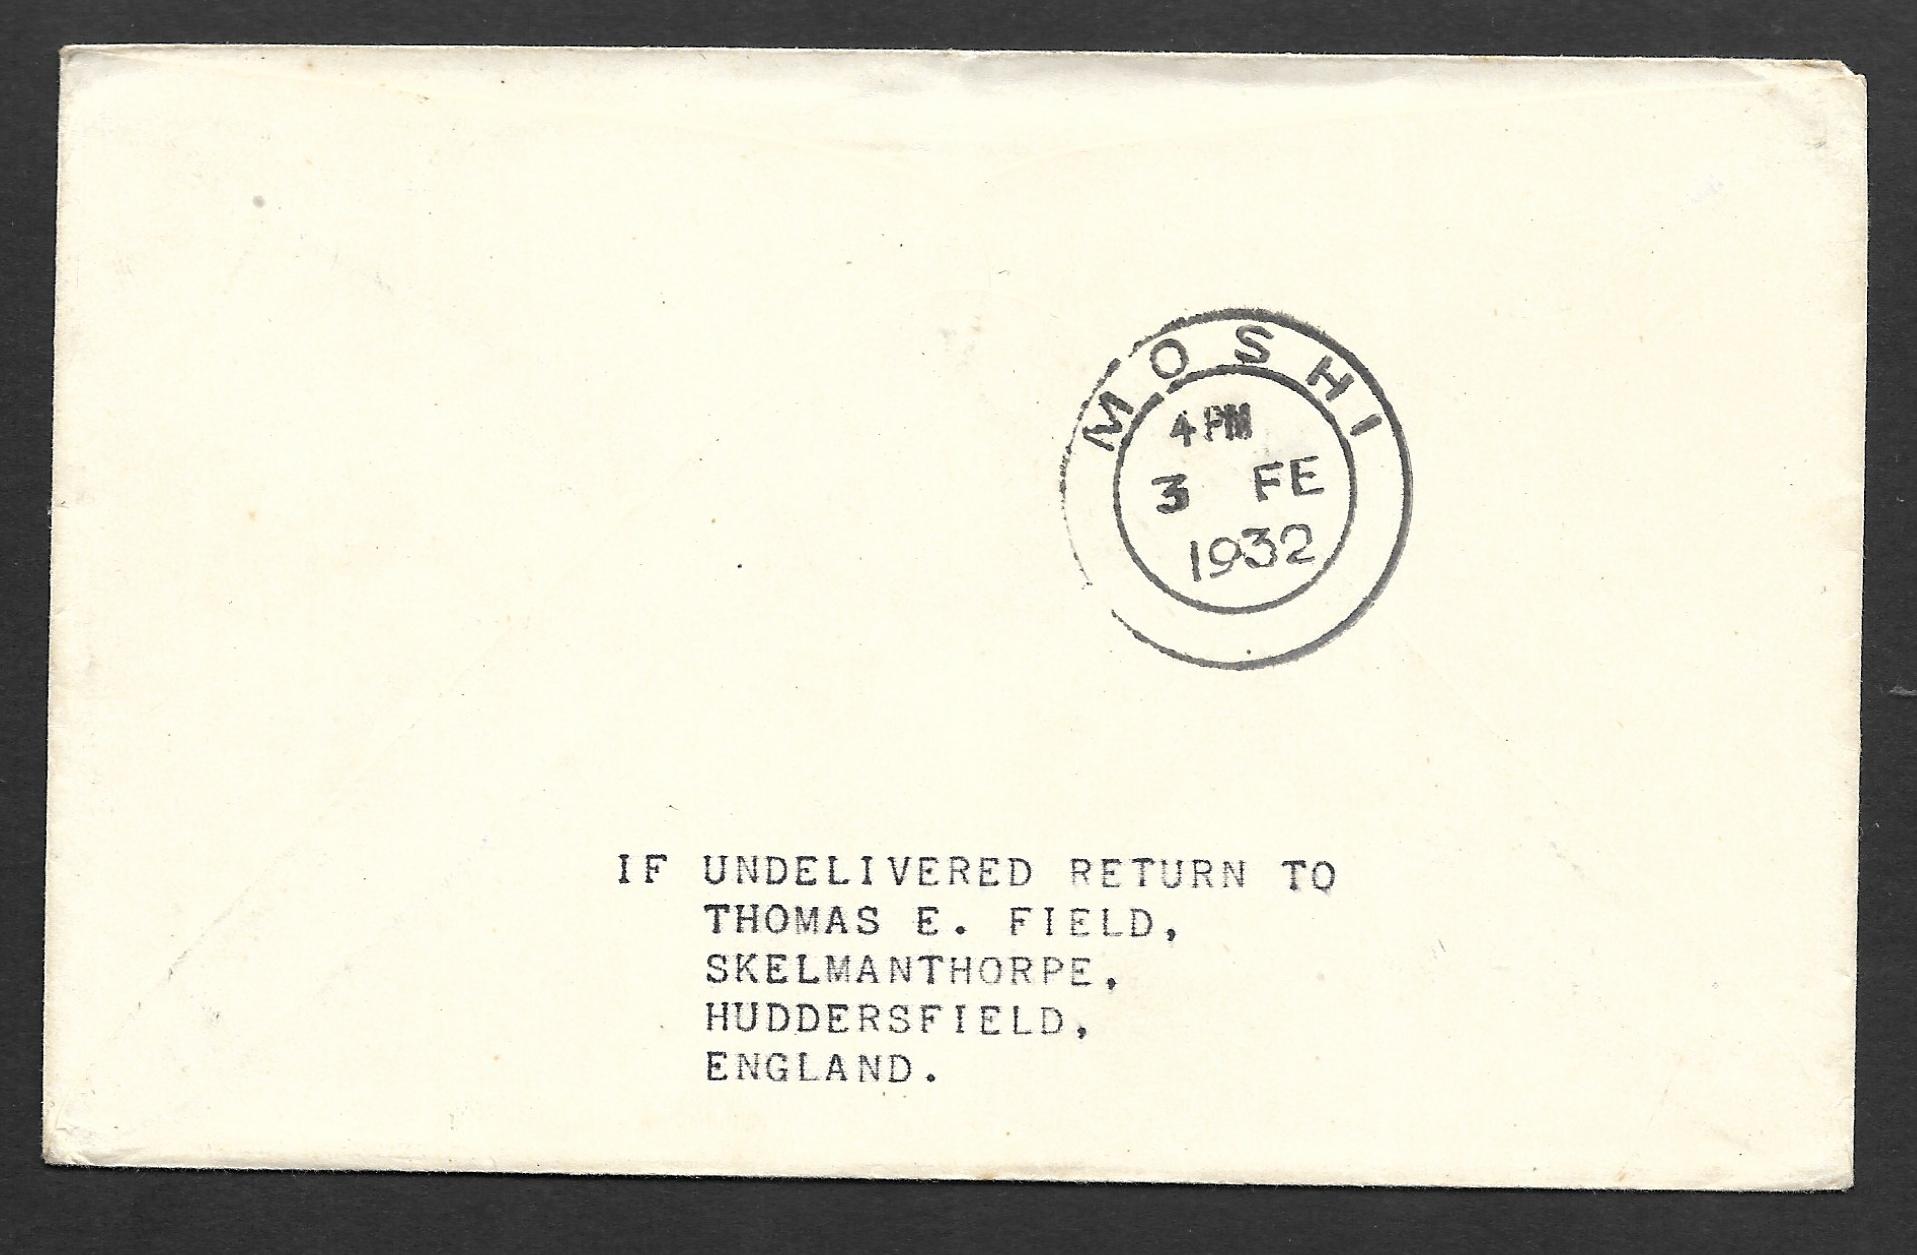 MOSHI
4 PM
3 FE
1932
IF UNDELIVERED RETURN TO
THOMAS E. FIELD,
SKELMANTHORPE,
HUDDERSFIELD,
ENGLAND.